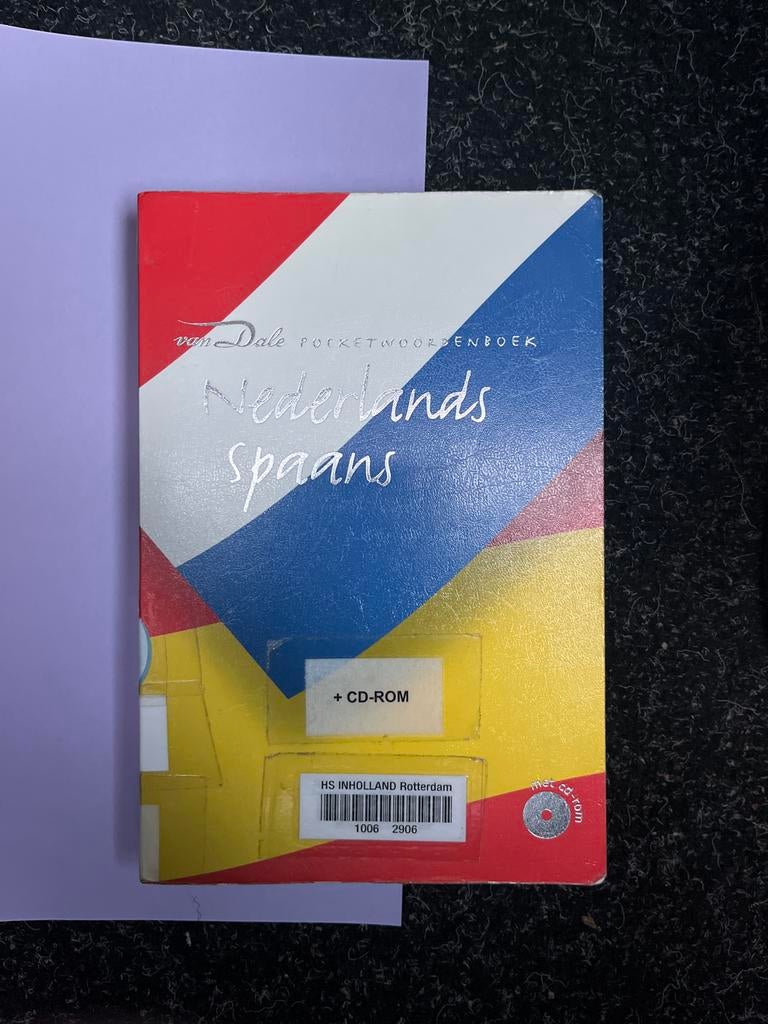 van Dale POCKETWOORDENBOEK
Nederlands
Spaans
+ CD-ROM
HS INHOLLAND Rotterdam
1006 2906
met cd-rom